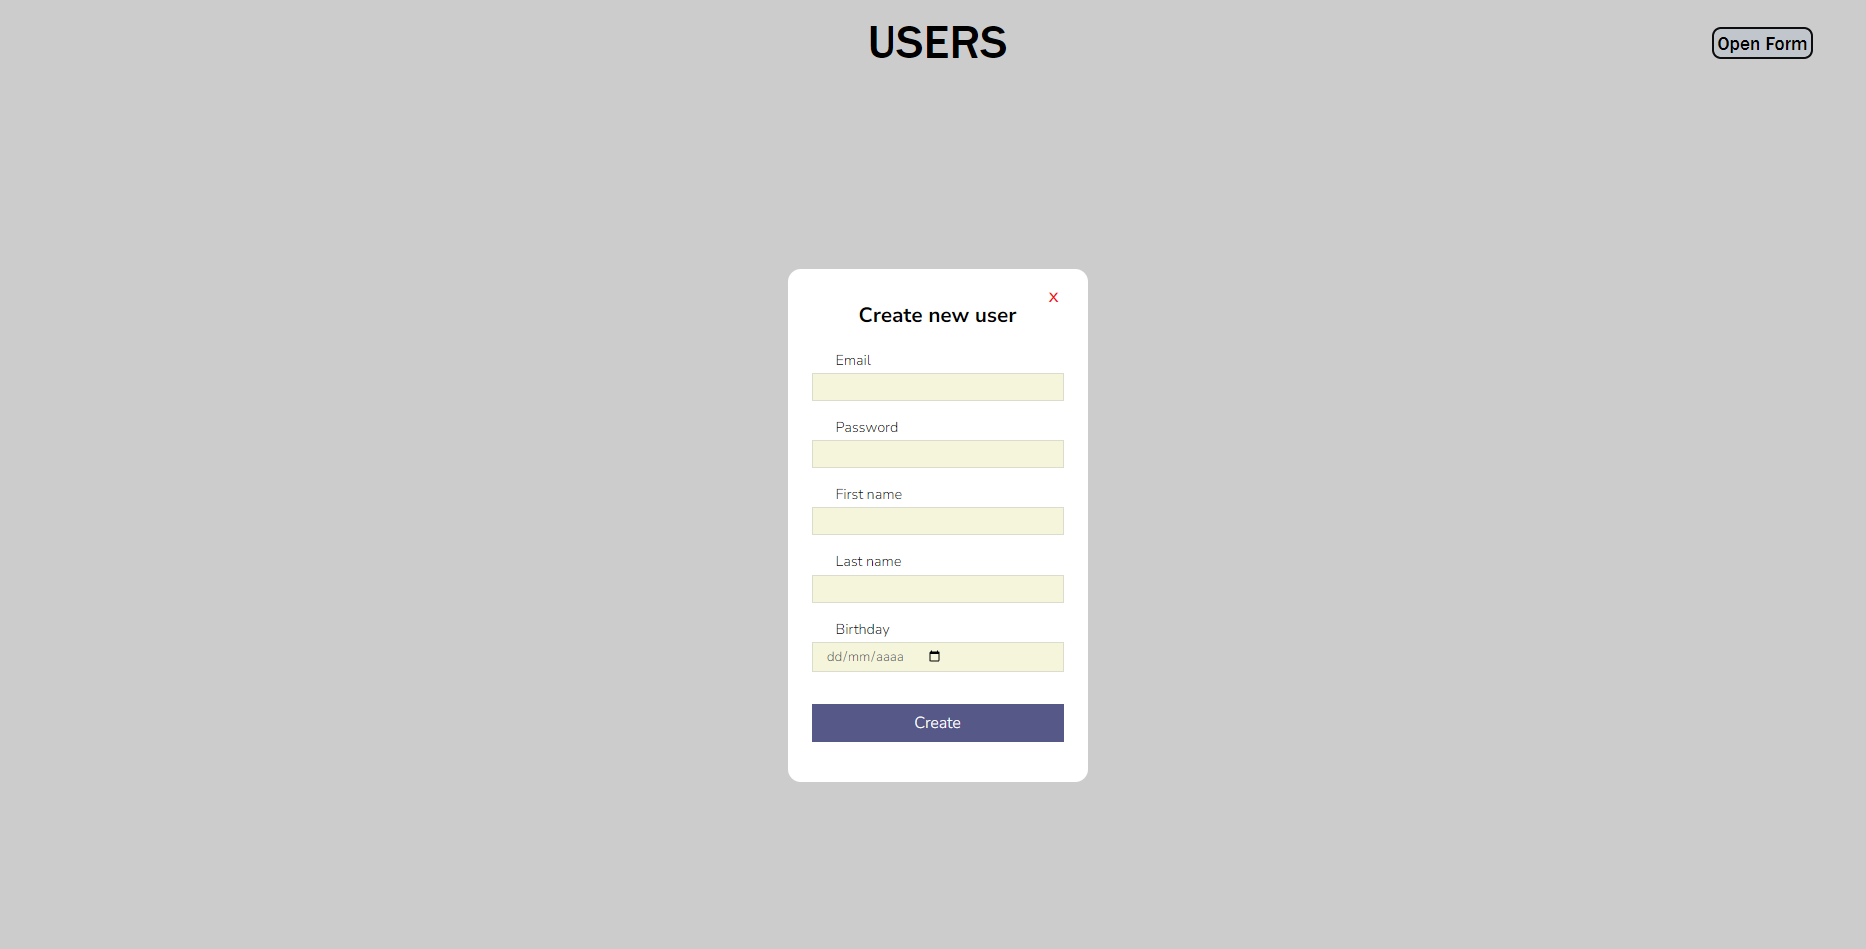 USERS
Open Form
X
Create new user
Email
Password
First name
Last name
Birthday
dd/mm/aaaa
Create